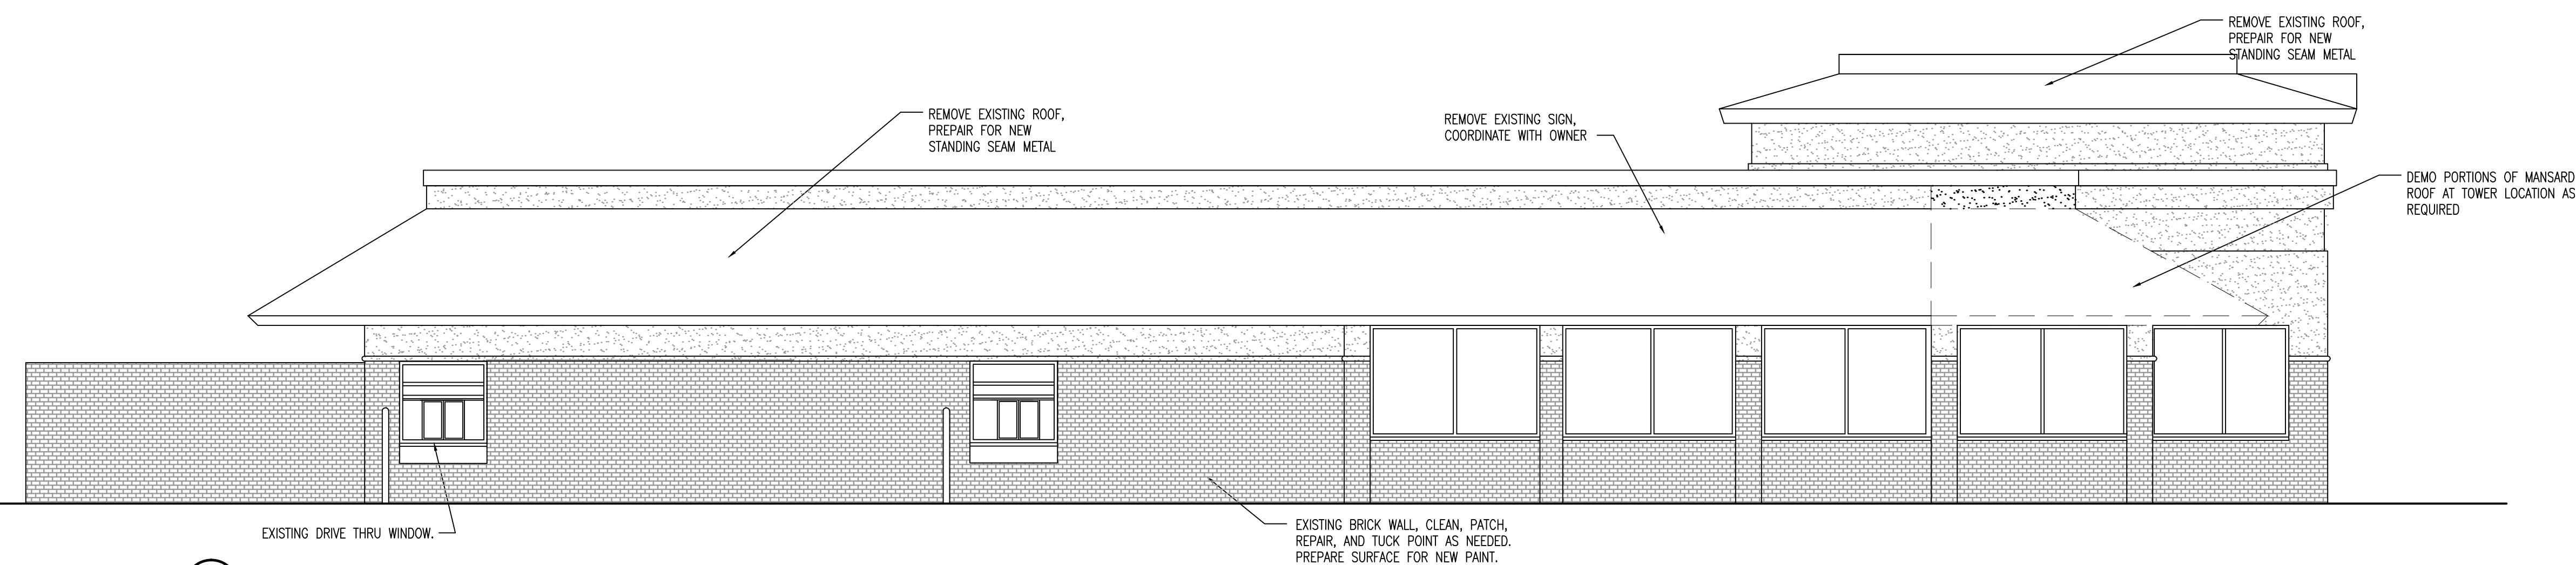 REMOVE EXISTING ROOF,
PREPAIR FOR NEW
STANDING SEAM METAL
REMOVE EXISTING ROOF,
PREPAIR FOR NEW
STANDING SEAM METAL
REMOVE EXISTING SIGN,
COORDINATE WITH OWNER
DEMO PORTIONS OF MANSARD
ROOF AT TOWER LOCATION AS
REQUIRED
EXISTING DRIVE THRU WINDOW.
EXISTING BRICK WALL, CLEAN, PATCH,
REPAIR, AND TUCK POINT AS NEEDED.
PREPARE SURFACE FOR NEW PAINT.